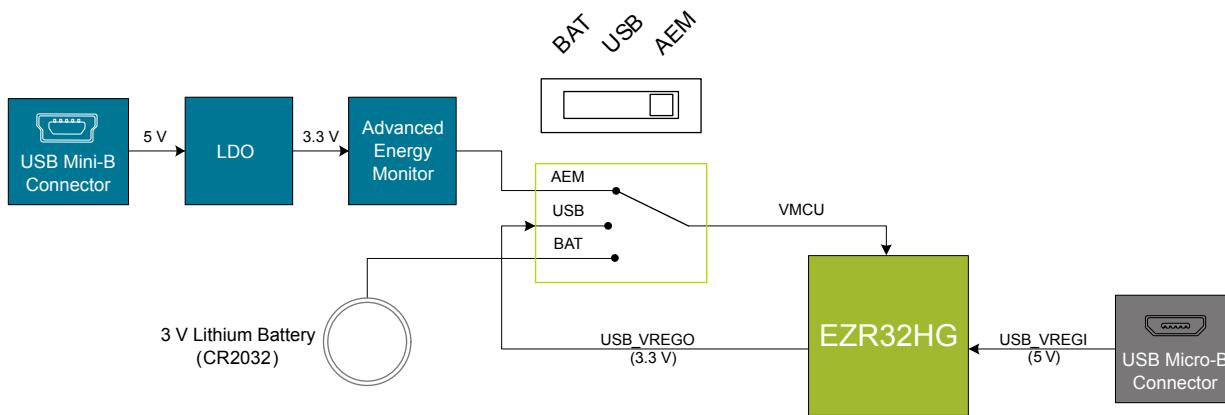 BAT
USB
AEM
USB Mini-B
Connector
5 V
LDO
3.3 V
Advanced
Energy
Monitor
AEM
USB
BAT
VMCU
3 V Lithium Battery
(CR2032)
USB_VREGO
(3.3 V)
EZR32HG
USB_VREGI
(5 V)
USB Micro-B
Connector